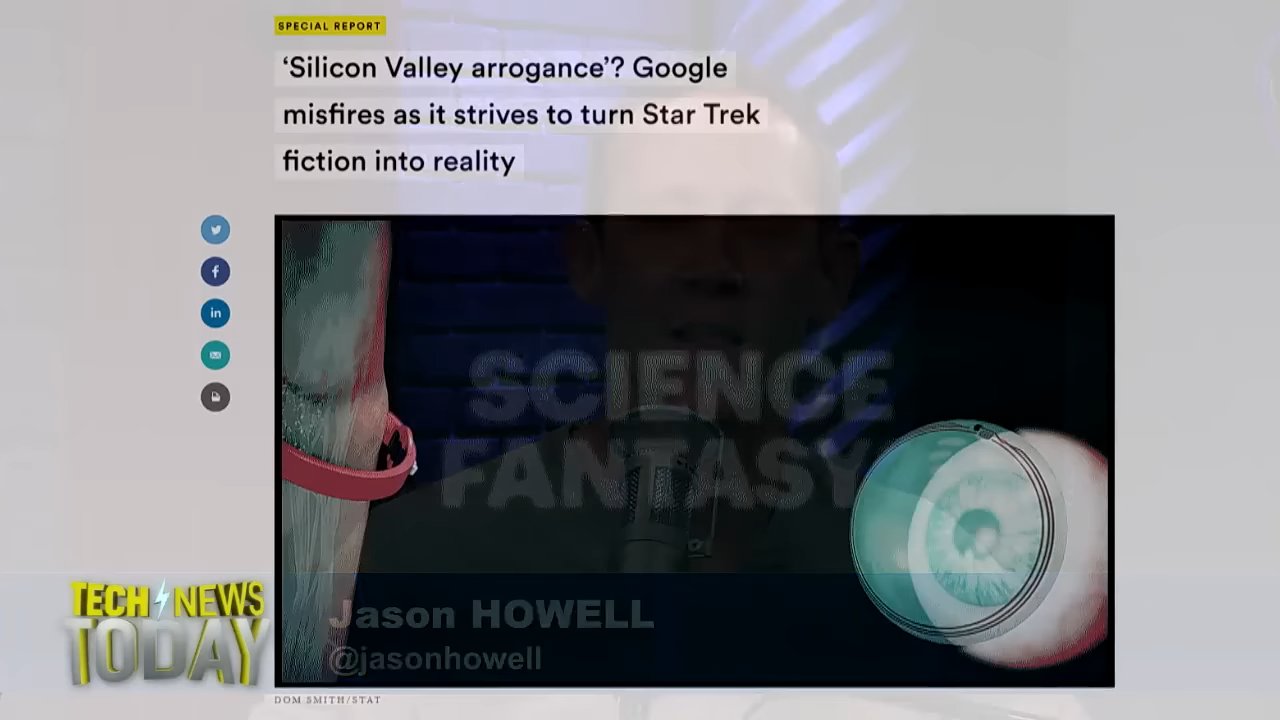 SPECIAL REPORT
‘Silicon Valley arrogance’? Google
misfires as it strives to turn Star Trek
fiction into reality
f
in
SCIENCE
FANTASY
Jason HOWELL
@jasonhowell
TECH NEWS
TODAY
DOM SMITH/STAT